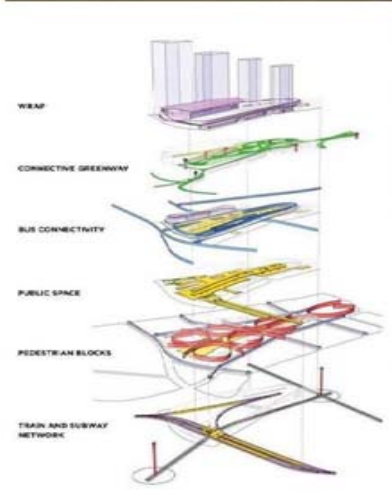 WRAP
CONNECTIVE GREENWAY
BUS CONNECTIVITY
PUBLIC SPACE
PEDESTRIAN BLOCKS
TRAIN AND SUBWAY
NETWORK